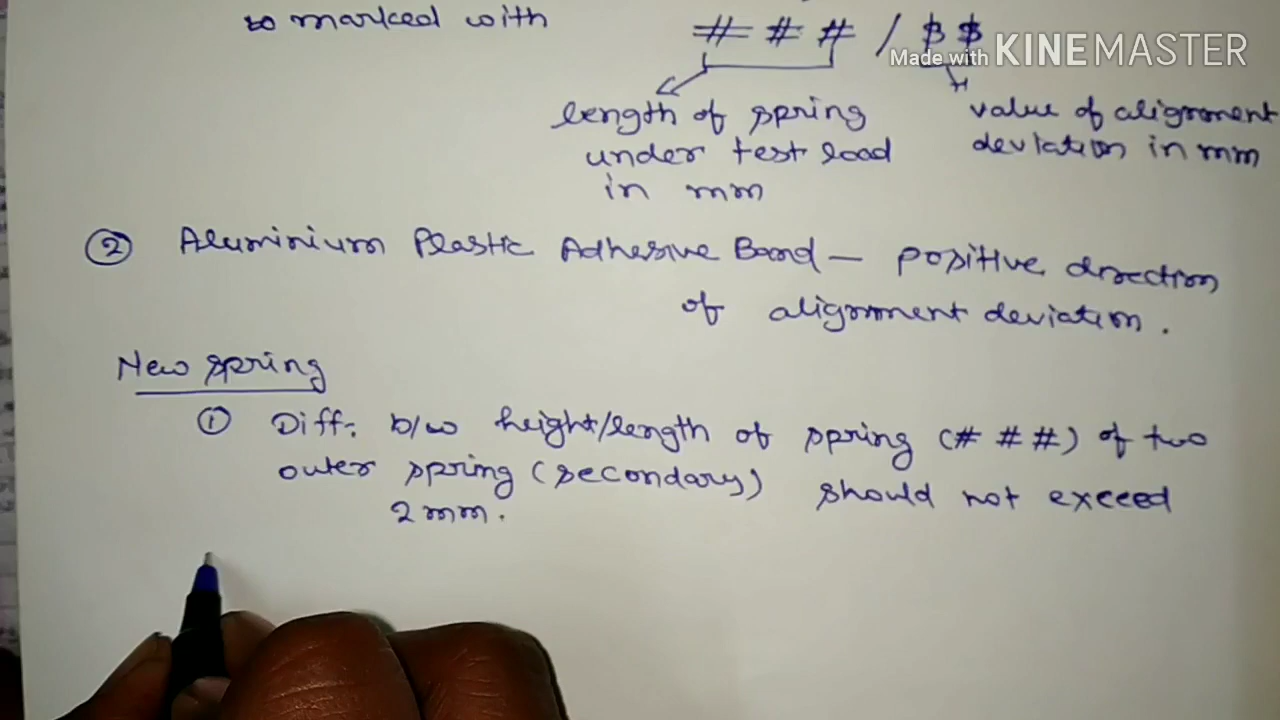 so marked with
# # # / $ $
Made with KINEMASTER
length of spring
under test load
in mm
value of alignment
deviation in mm
② Aluminium Plastic Adhesive Band – positive direction
of alignment deviation.
New spring
① Diff. b/w height/length of spring (# # #) of two
outer spring (secondary) should not exceed
2 mm.